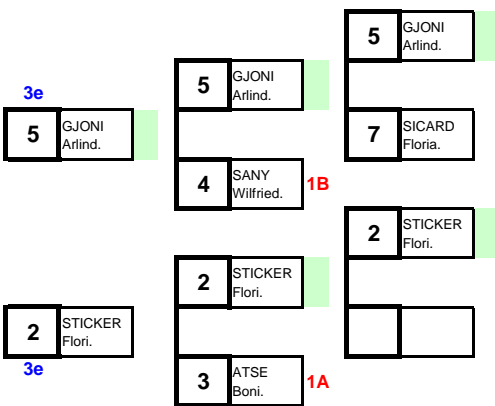 5 GJONI
Arlind.
3e
5 GJONI
Arlind.
5 GJONI
Arlind.
7 SICARD
Floria.
4 SANY
Wilfried.
1B
2 STICKER
Flori.
2 STICKER
Flori.
2 STICKER
Flori.
3e
3 ATSE
Boni.
1A